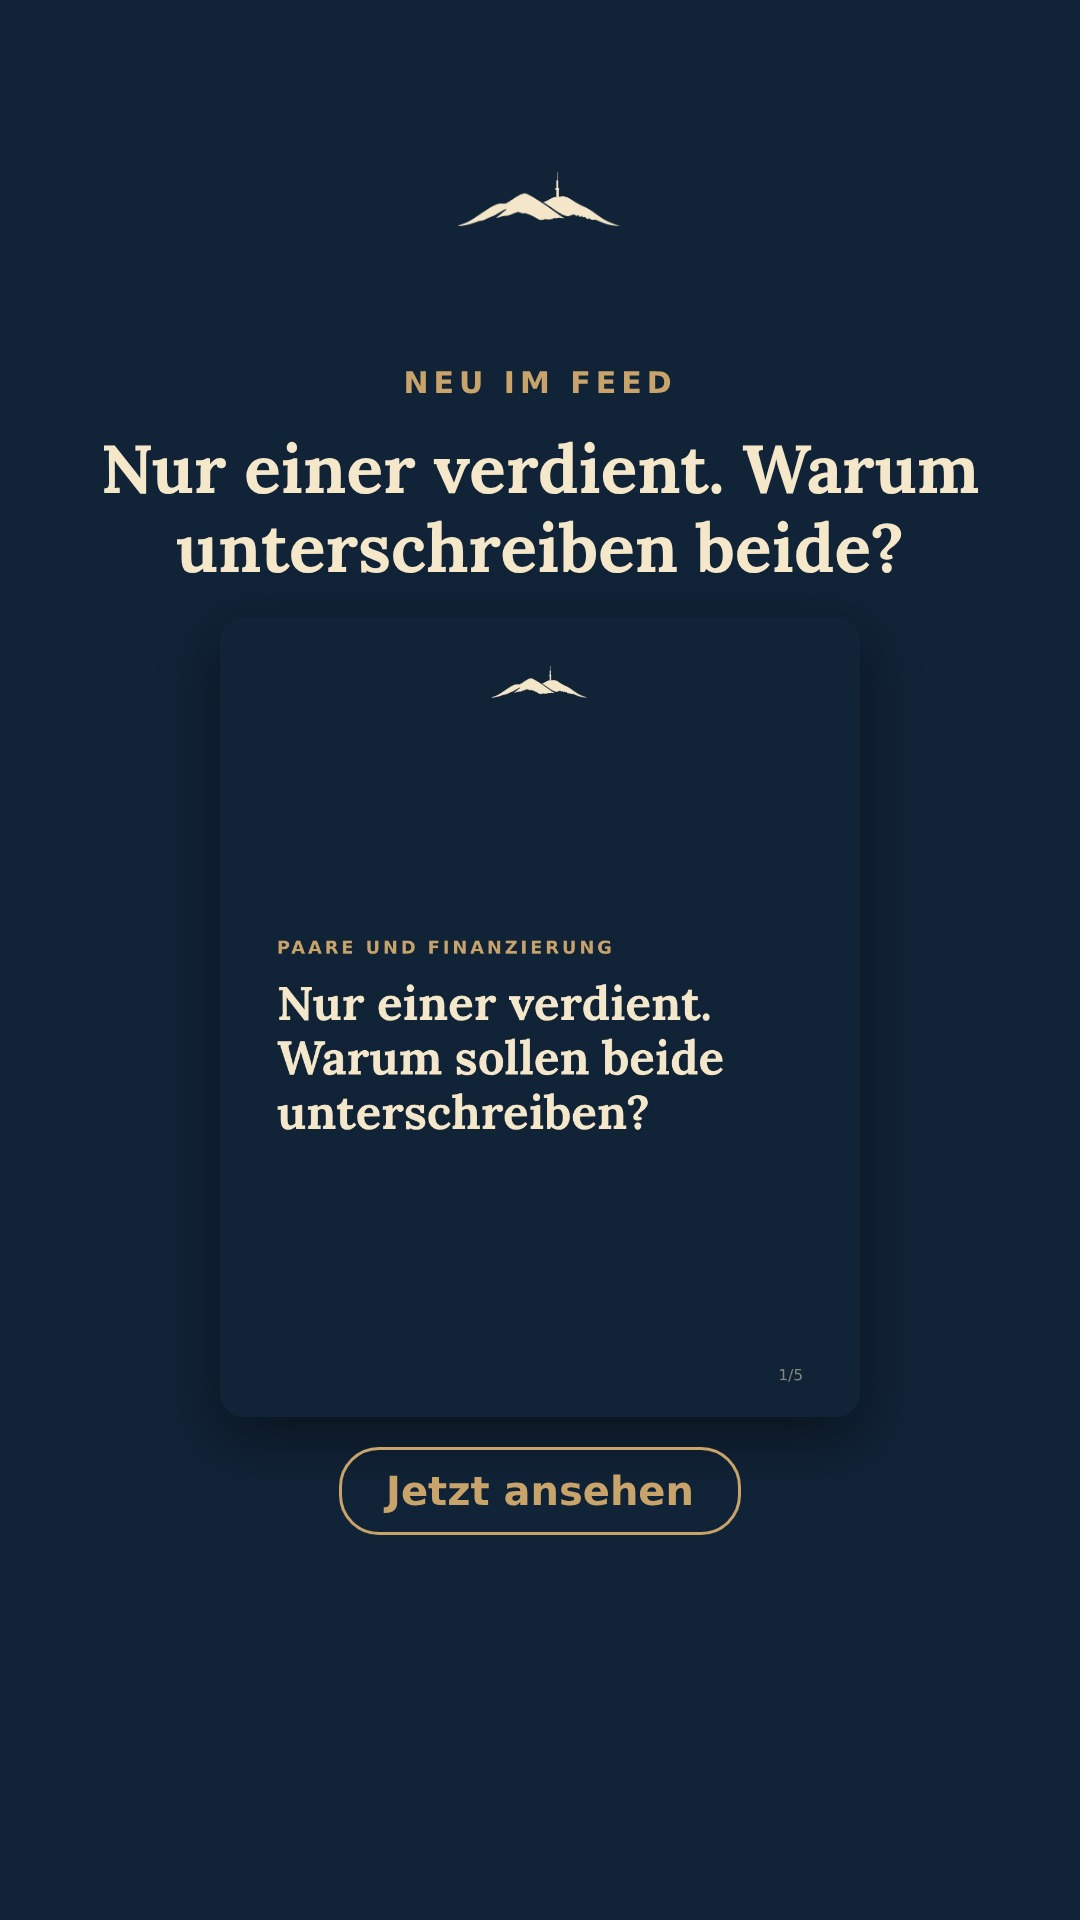 NEU IM FEED
Nur einer verdient. Warum
unterschreiben beide?
PAARE UND FINANZIERUNG
Nur einer verdient.
Warum sollen beide
unterschreiben?
1/5
Jetzt ansehen